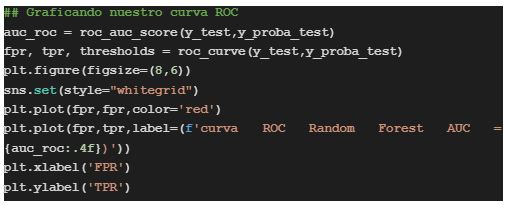 ## Graficando nuestro curva ROC
auc_roc = roc_auc_score(y_test,y_proba_test)
fpr, tpr, thresholds = roc_curve(y_test,y_proba_test)
plt.figure(figsize=(8,6))
sns.set(style="whitegrid")
plt.plot(fpr,fpr,color='red')
plt.plot(fpr,tpr,label=(f'curva ROC Random Forest AUC =
{auc_roc:.4f})'))
plt.xlabel('FPR')
plt.ylabel('TPR')